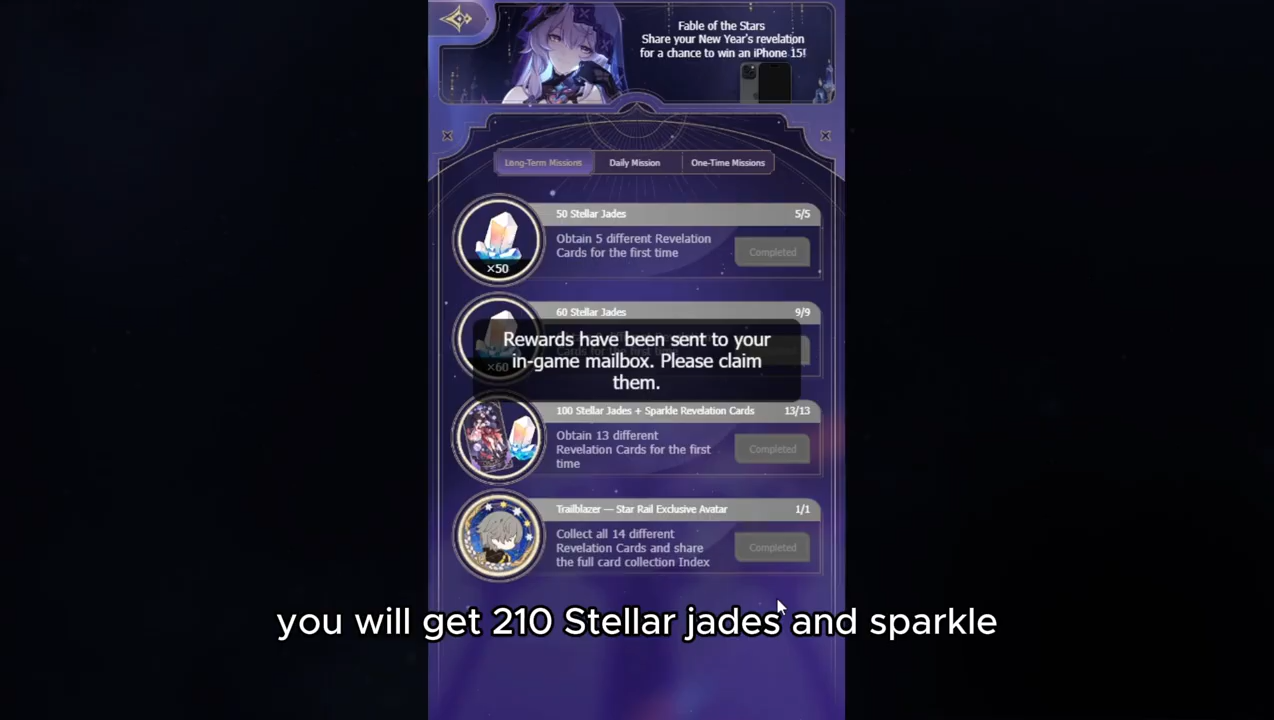 Fable of the Stars
Share your New Year's revelation
for a chance to win an iPhone 15!
Long-Term Missions
Daily Mission
One-Time Missions
50 Stellar Jades
5/5
Obtain 5 different Revelation
Cards for the first time
Completed
×50
60 Stellar Jades
9/9
Cards for the first time
×60
Rewards have been sent to your
in-game mailbox. Please claim
them.
100 Stellar Jades + Sparkle Revelation Cards
13/13
Obtain 13 different
Revelation Cards for the first
time
Completed
Trailblazer — Star Rail Exclusive Avatar
1/1
Collect all 14 different
Revelation Cards and share
the full card collection Index
Completed
you will get 210 Stellar jades and sparkle